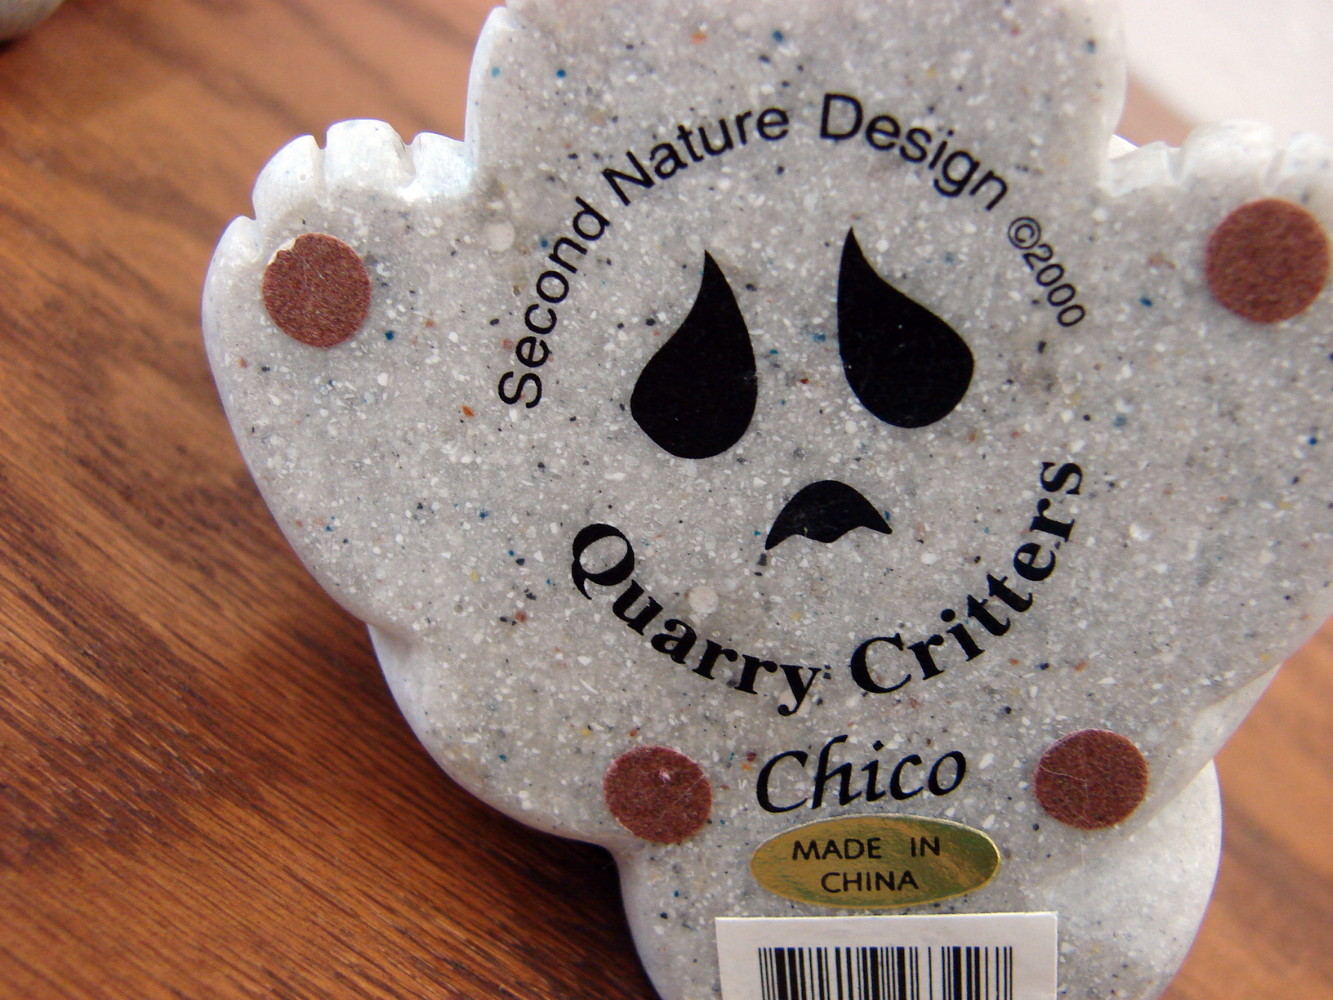 Second Nature Design ©2000
Quarry Critters
Chico
MADE IN
CHINA